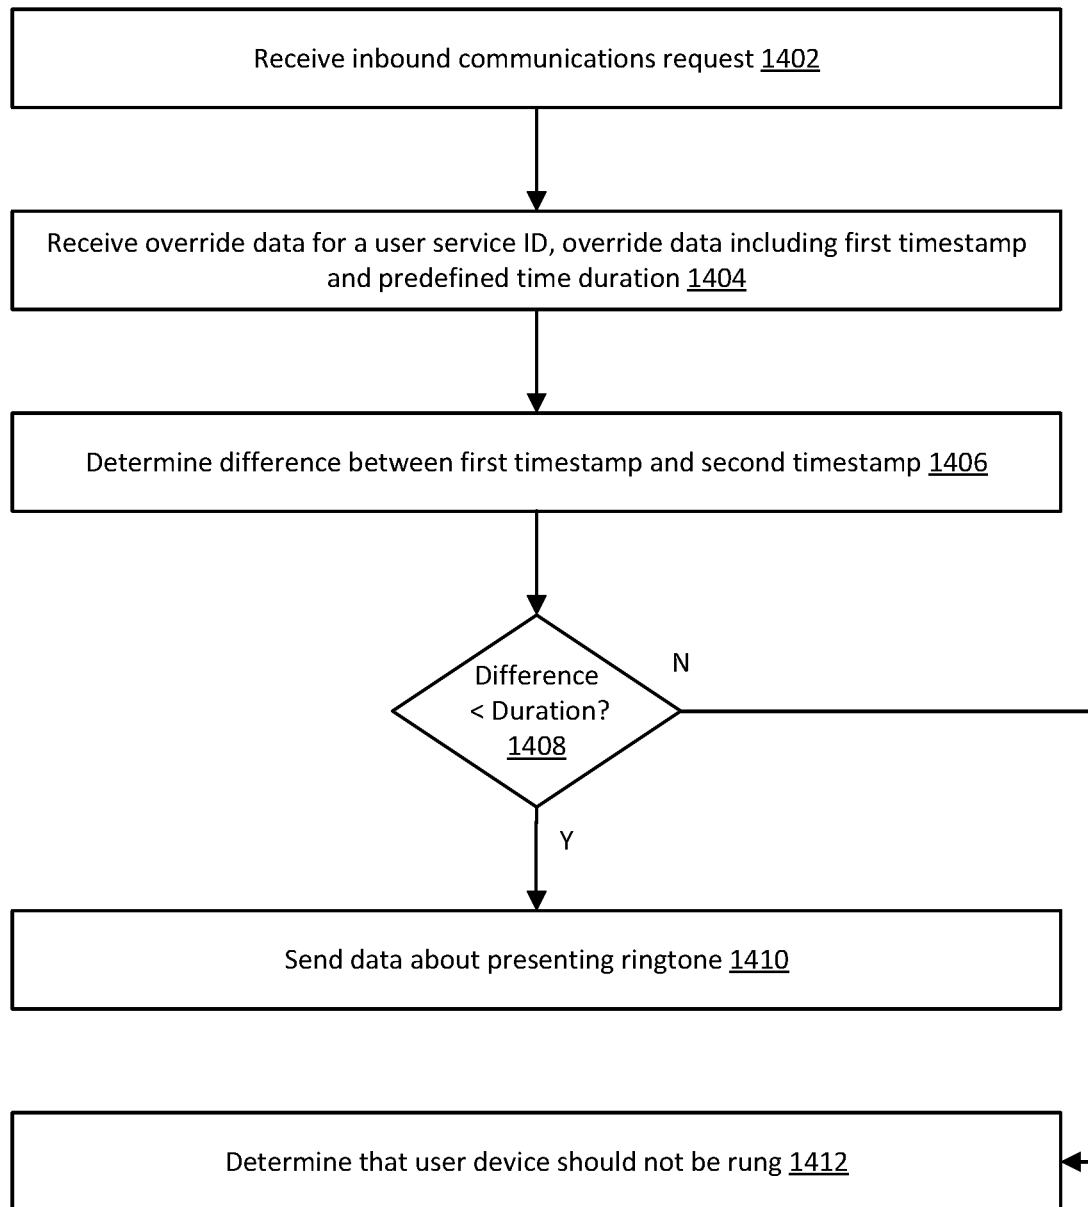 Receive inbound communications request 1402
Receive override data for a user service ID, override data including first timestamp
and predefined time duration 1404
Determine difference between first timestamp and second timestamp 1406
Difference
< Duration?
1408
N
Y
Send data about presenting ringtone 1410
Determine that user device should not be rung 1412